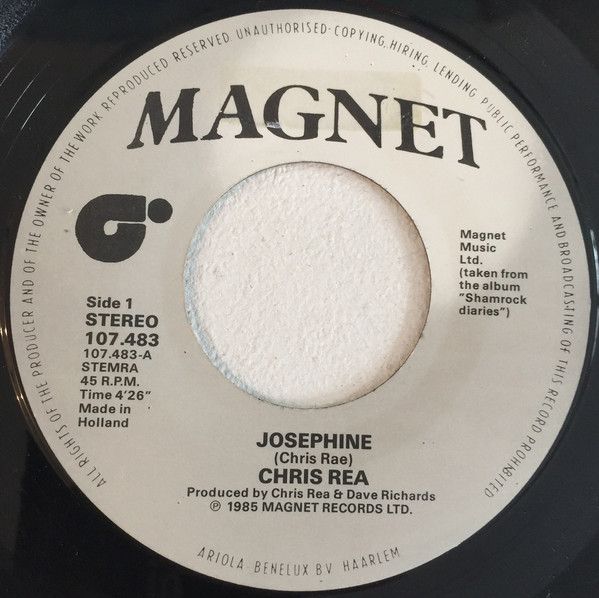 ALL RIGHTS OF THE PRODUCER AND OF THE OWNER OF THE WORK REPRODUCED RESERVED UNAUTHORISED-COPYING, HIRING, LENDING, PUBLIC PERFORMANCE AND BROADCASTING OF THIS RECORD PROHIBITED
MAGNET
Magnet
Music
Ltd.
(taken from
the album
"Shamrock
diaries")
Side 1
STEREO
107.483
107.483-A
STEMRA
45 R.P.M.
Time 4'26"
Made in
Holland
JOSEPHINE
(Chris Rae)
CHRIS REA
Produced by Chris Rea & Dave Richards
℗ 1985 MAGNET RECORDS LTD.
ARIOLA-BENELUX BV HAARLEM